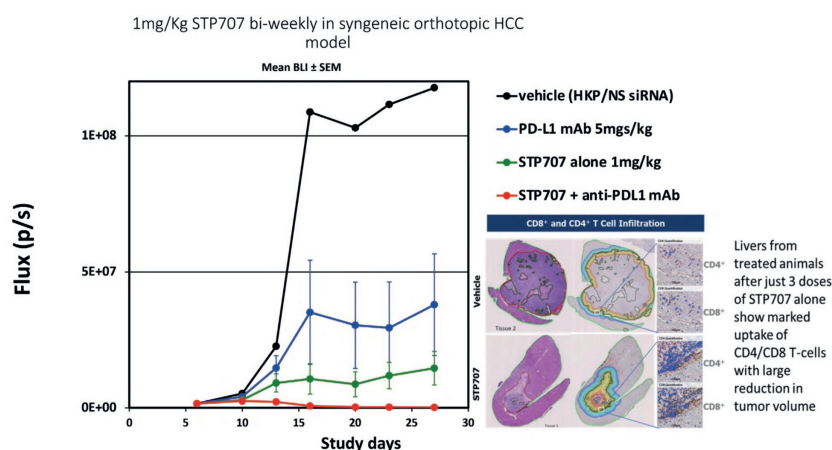 1mg/Kg STP707 bi-weekly in syngeneic orthotopic HCC
model
Mean BLI ± SEM
Flux (p/s)
1E+08
5E+07
0E+00
0
5
10
15
20
25
30
Study days
vehicle (HKP/NS siRNA)
PD-L1 mAb 5mgs/kg
STP707 alone 1mg/kg
STP707 + anti-PDL1 mAb
CD8⁺ and CD4⁺ T Cell Infiltration
Vehicle
Tissue 2
CD4⁺
CD8⁺
STP707
Tissue 1
CD4⁺
CD8⁺
Livers from
treated animals
after just 3 doses
of STP707 alone
show marked
uptake of
CD4/CD8 T-cells
with large
reduction in
tumor volume